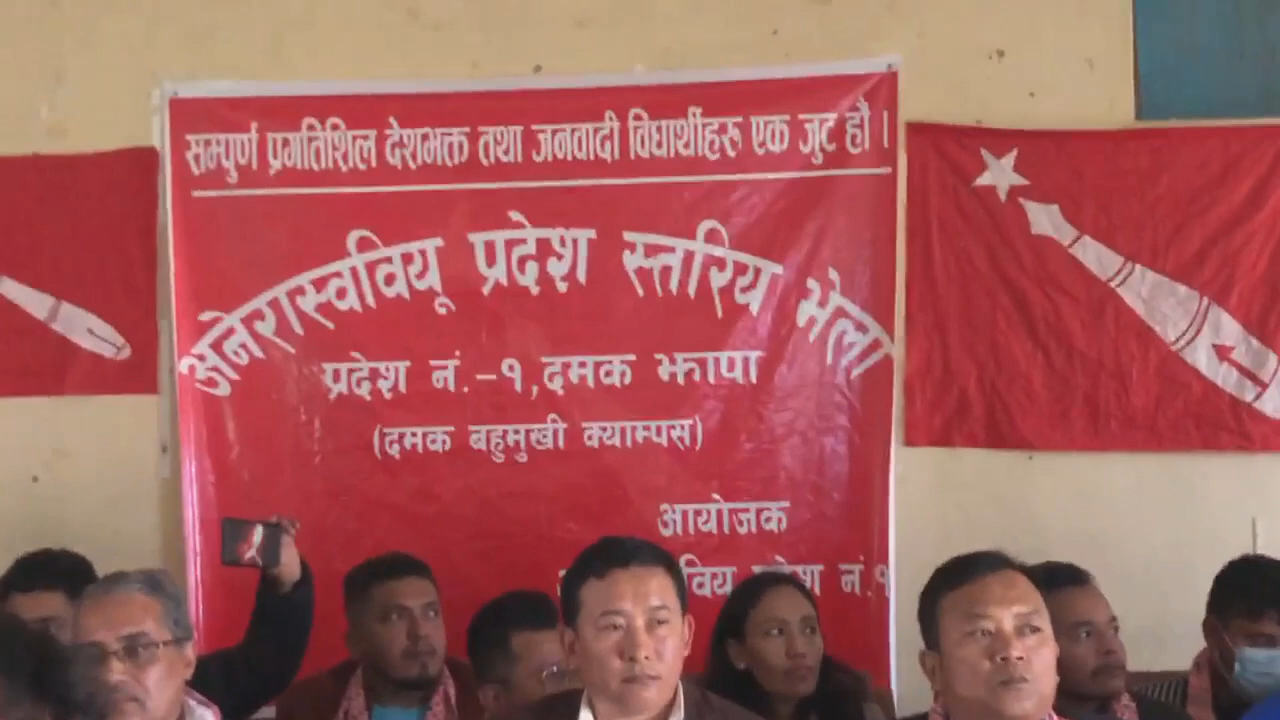 सम्पुर्ण प्रगतिशिल देशभक्त तथा जनवादी विधार्थीहरु एक जुट हौ ।
अनेरास्ववियू प्रदेश स्तरिय भेला
प्रदेश नं.-१,दमक झापा
(दमक बहुमुखी क्याम्पस)
आयोजक
नं.१